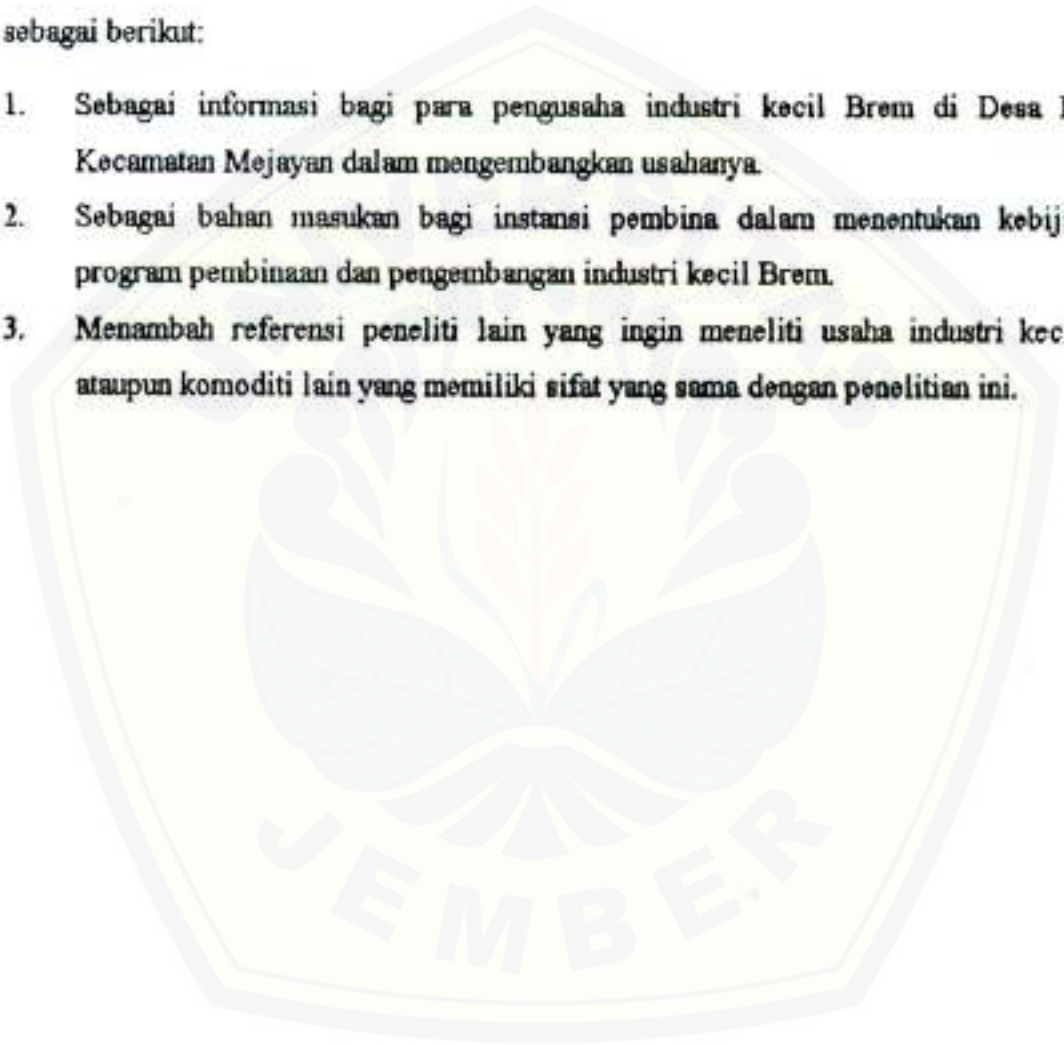 sebagai berikut:
1. Sebagai informasi bagi para pengusaha industri kecil Brem di Desa
Kecamatan Mejayan dalam mengembangkan usahanya.
2. Sebagai bahan masukan bagi instansi pembina dalam menentukan kebij
program pembinaan dan pengembangan industri kecil Brem.
3. Menambah referensi peneliti lain yang ingin meneliti usaha industri kec
ataupun komoditi lain yang memiliki sifat yang sama dengan penelitian ini.
UNIVERSITAS
JEMBER